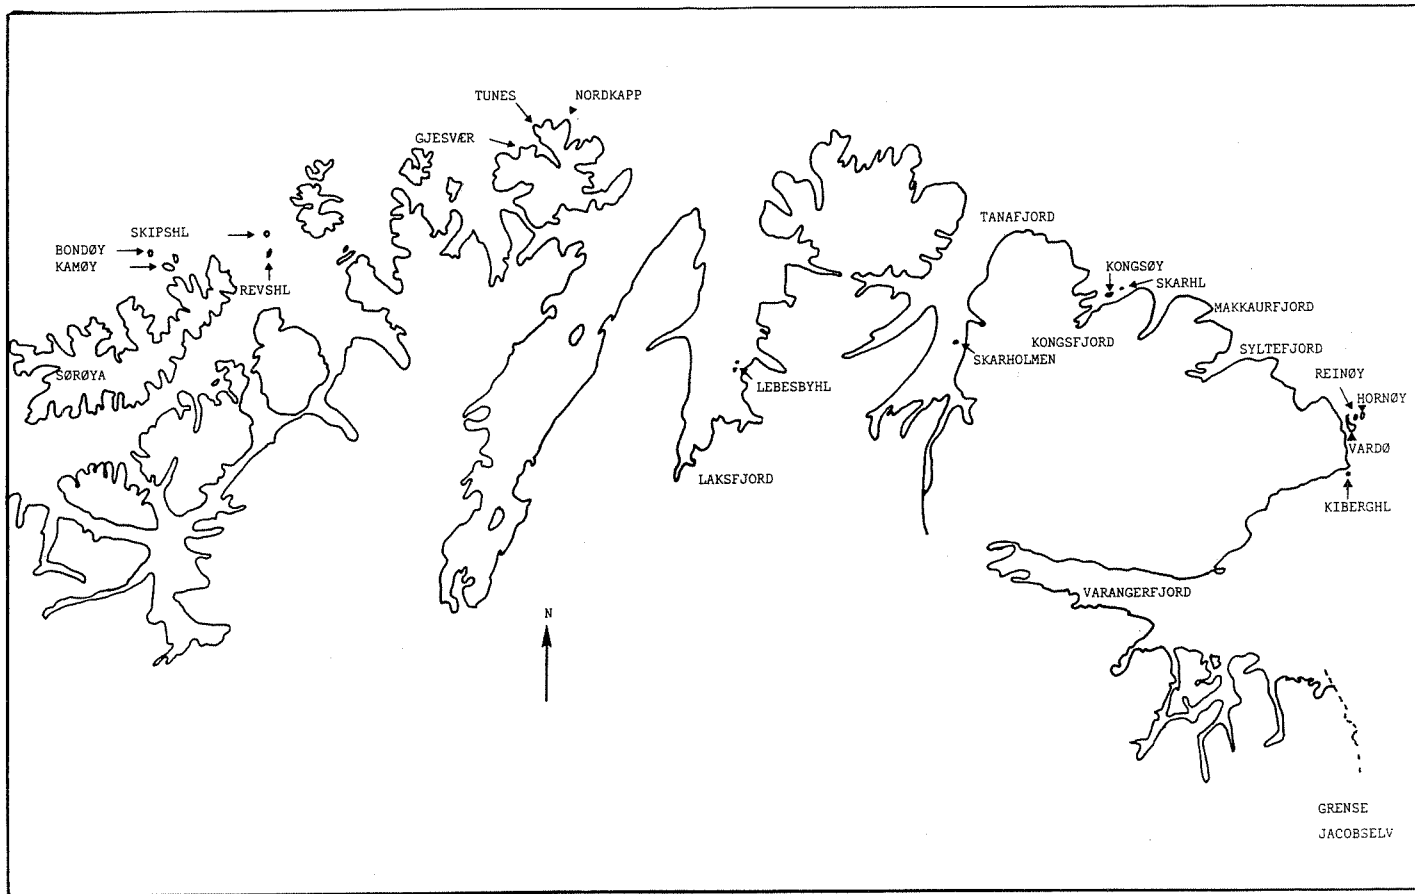 TUNES
NORDKAPP
GJESVÆR
SKIPSHL
BONDØY
KAMØY
REVSHL
SØRØYA
TANAFJORD
KONGSØY
SKARHL
MAKKAURFJORD
KONGSFJORD
SYLTEFJORD
SKARHOLMEN
LEBESBYHL
REINØY
HORNØY
VARDØ
LAKSFJORD
KIBERGHL
VARANGERFJORD
N
GRENSE
JACOBSELV